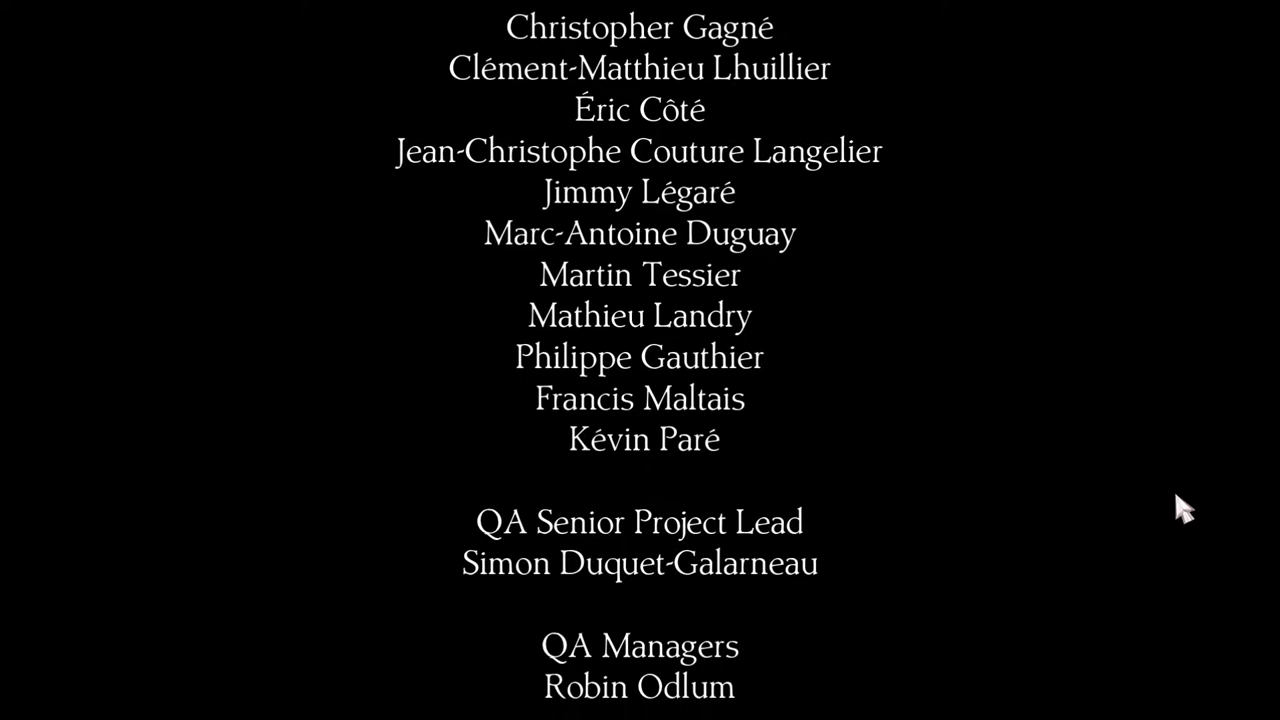 Christopher Gagné
Clément-Matthieu Lhuillier
Éric Côté
Jean-Christophe Couture Langelier
Jimmy Légaré
Marc-Antoine Duguay
Martin Tessier
Mathieu Landry
Philippe Gauthier
Francis Maltais
Kévin Paré
QA Senior Project Lead
Simon Duquet-Galarneau
QA Managers
Robin Odlum